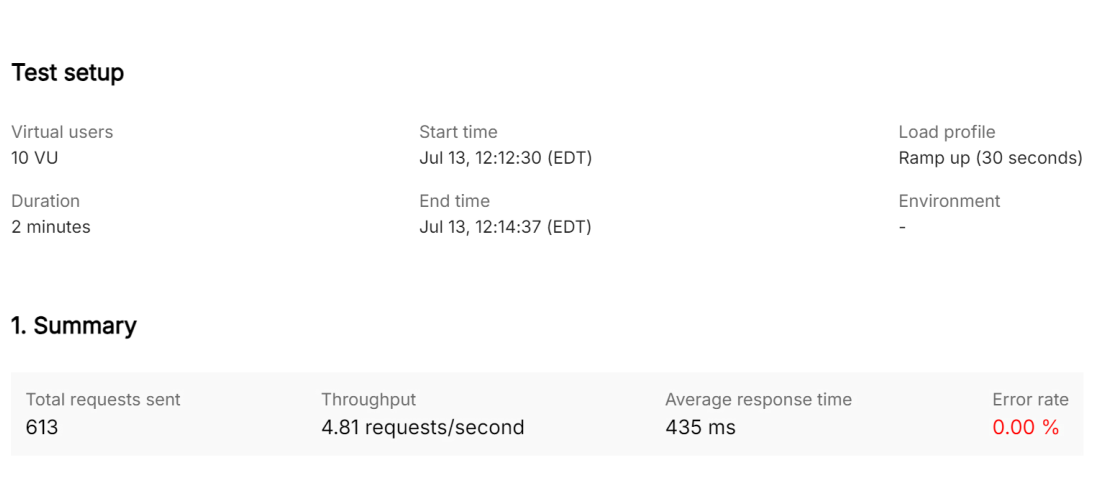 Test setup
Virtual users
10 VU
Start time
Jul 13, 12:12:30 (EDT)
Load profile
Ramp up (30 seconds)
Duration
2 minutes
End time
Jul 13, 12:14:37 (EDT)
Environment
-
1. Summary
Total requests sent
613
Throughput
4.81 requests/second
Average response time
435 ms
Error rate
0.00 %